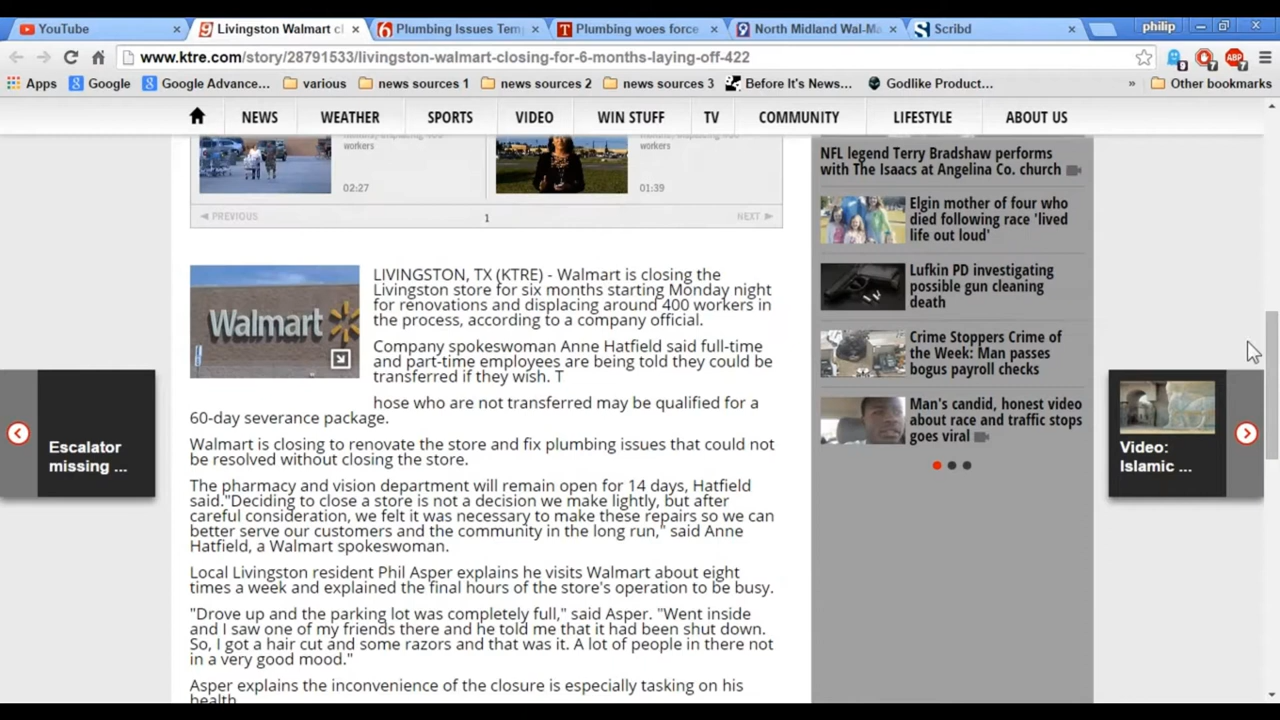 YouTube
Livingston Walmart cl
Plumbing Issues Tem
Plumbing woes force
North Midland Wal-Ma
Scribd
philip
www.ktre.com/story/28791533/livingston-walmart-closing-for-6-months-laying-off-422
Apps
Google
Google Advance...
various
news sources 1
news sources 2
news sources 3
Before It's News...
Godlike Product...
»
Other bookmarks
NEWS
WEATHER
SPORTS
VIDEO
WIN STUFF
TV
COMMUNITY
LIFESTYLE
ABOUT US
workers
02:27
workers
01:39
PREVIOUS
1
NEXT
Walmart
LIVINGSTON, TX (KTRE) - Walmart is closing the
Livingston store for six months starting Monday night
for renovations and displacing around 400 workers in
the process, according to a company official.
Company spokeswoman Anne Hatfield said full-time
and part-time employees are being told they could be
transferred if they wish. T
hose who are not transferred may be qualified for a
60-day severance package.
Walmart is closing to renovate the store and fix plumbing issues that could not
be resolved without closing the store.
The pharmacy and vision department will remain open for 14 days, Hatfield
said."Deciding to close a store is not a decision we make lightly, but after
careful consideration, we felt it was necessary to make these repairs so we can
better serve our customers and the community in the long run," said Anne
Hatfield, a Walmart spokeswoman.
Local Livingston resident Phil Asper explains he visits Walmart about eight
times a week and explained the final hours of the store's operation to be busy.
"Drove up and the parking lot was completely full," said Asper. "Went inside
and I saw one of my friends there and he told me that it had been shut down.
So, I got a hair cut and some razors and that was it. A lot of people in there not
in a very good mood."
Asper explains the inconvenience of the closure is especially tasking on his
health
NFL legend Terry Bradshaw performs
with The Isaacs at Angelina Co. church
Elgin mother of four who
died following race 'lived
life out loud'
Lufkin PD investigating
possible gun cleaning
death
Crime Stoppers Crime of
the Week: Man passes
bogus payroll checks
Man's candid, honest video
about race and traffic stops
goes viral
Escalator
missing ...
Video:
Islamic ...